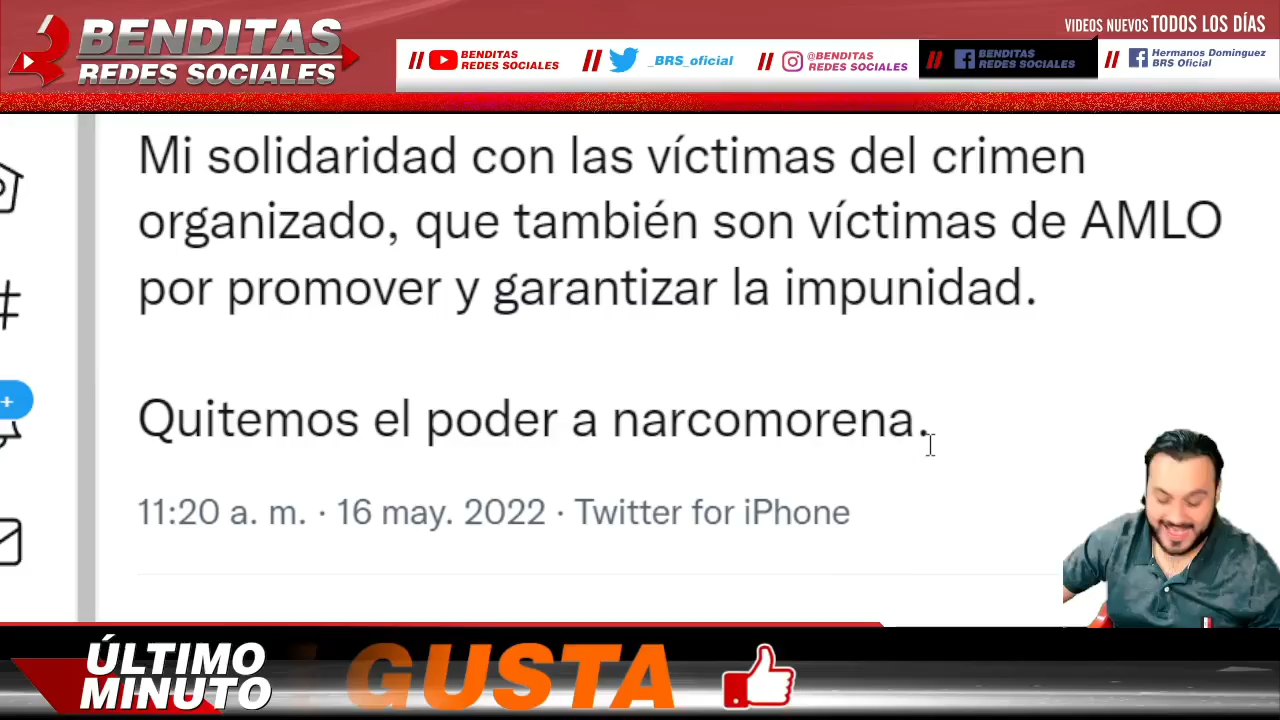 BENDITAS
REDES SOCIALES
VIDEOS NUEVOS TODOS LOS DÍAS
// BENDITAS
REDES SOCIALES
// _BRS_oficial
// @BENDITAS
REDES SOCIALES
// BENDITAS
REDES SOCIALES
// Hermanos Dominguez
BRS Oficial
Mi solidaridad con las víctimas del crimen
organizado, que también son víctimas de AMLO
por promover y garantizar la impunidad.
Quitemos el poder a narcomorena.
11:20 a. m. · 16 may. 2022 · Twitter for iPhone
ÚLTIMO
MINUTO
GUSTA